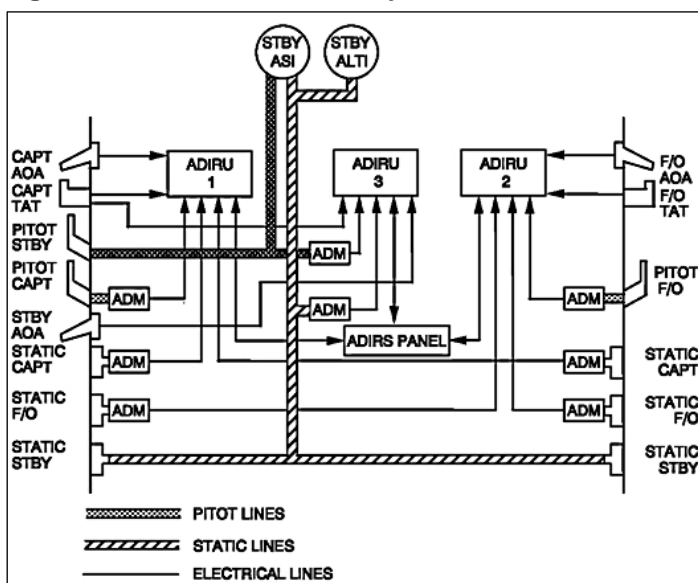 STBY
ASI
STBY
ALTI
CAPT
AOA
CAPT
TAT
PITOT
STBY
PITOT
CAPT
STBY
AOA
STATIC
CAPT
STATIC
F/O
STATIC
STBY
ADIRU
1
ADIRU
3
ADIRU
2
ADM
ADM
ADM
ADM
ADM
ADIRS PANEL
ADM
ADM
ADM
F/O
AOA
F/O
TAT
PITOT
F/O
STATIC
CAPT
STATIC
F/O
STATIC
STBY
PITOT LINES
STATIC LINES
ELECTRICAL LINES